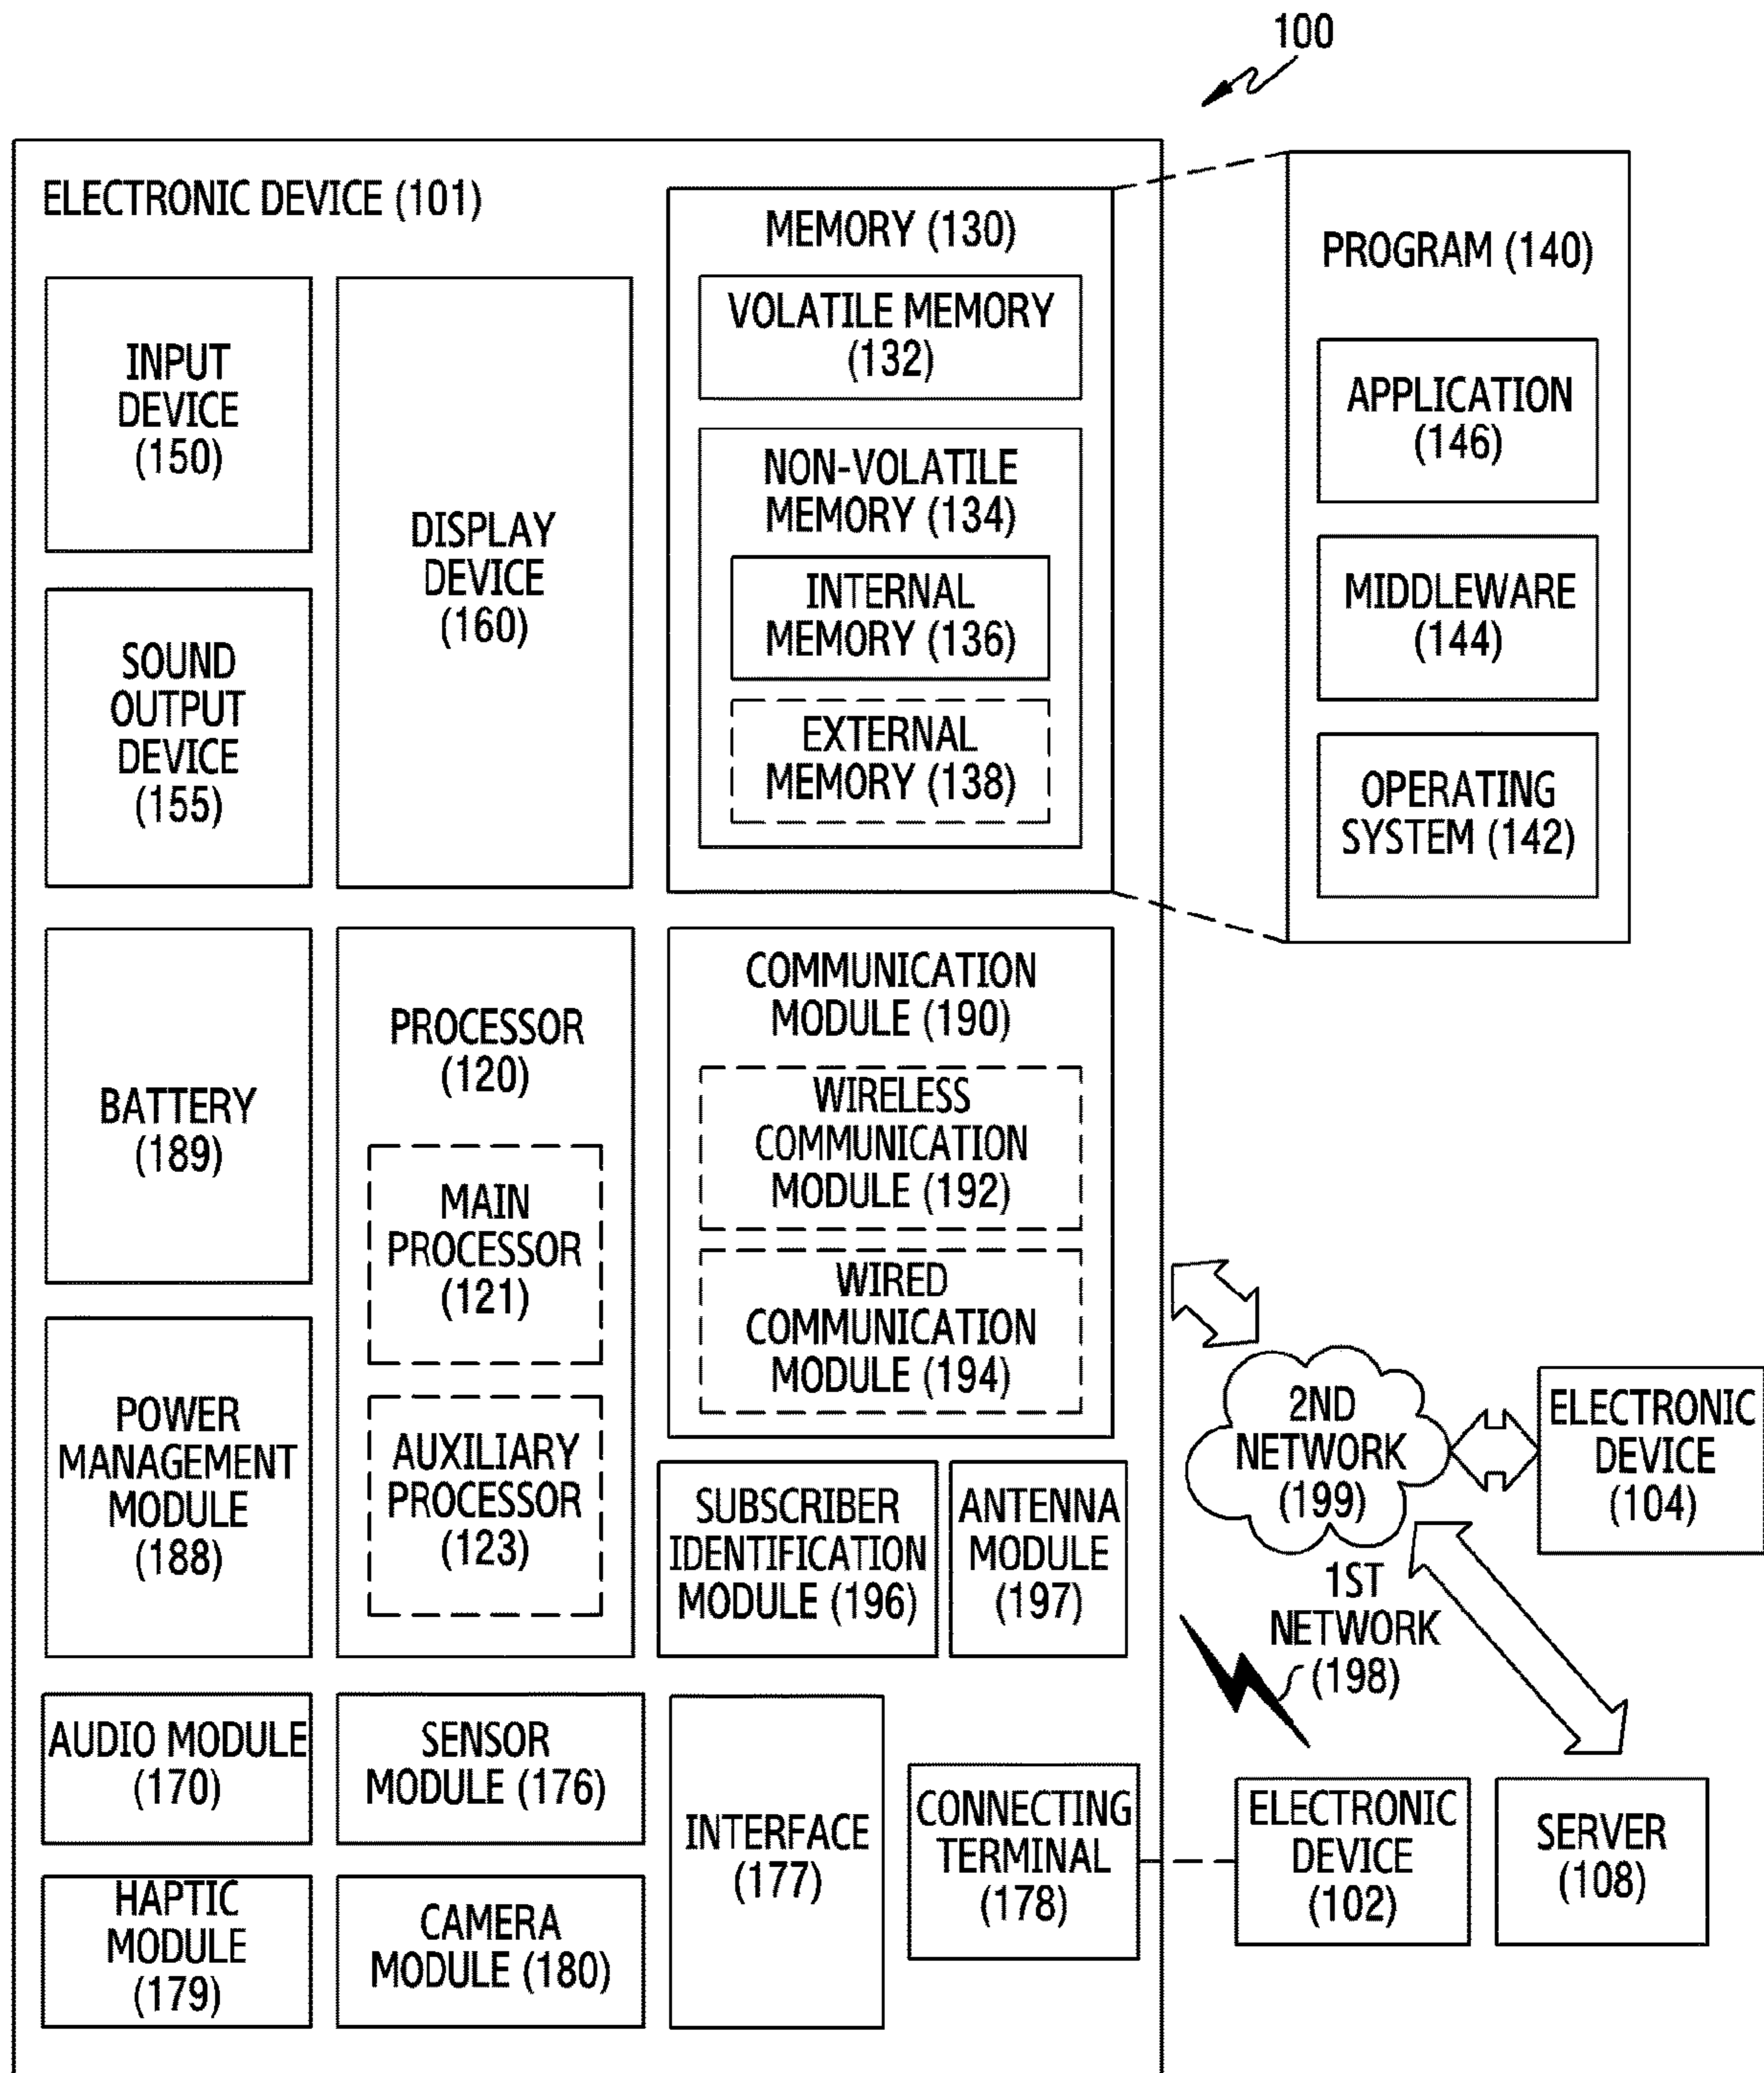 100
ELECTRONIC DEVICE (101)
INPUT
DEVICE
(150)
DISPLAY
DEVICE
(160)
SOUND
OUTPUT
DEVICE
(155)
MEMORY (130)
VOLATILE MEMORY
(132)
NON-VOLATILE
MEMORY (134)
INTERNAL
MEMORY (136)
EXTERNAL
MEMORY (138)
PROGRAM (140)
APPLICATION
(146)
MIDDLEWARE
(144)
OPERATING
SYSTEM (142)
BATTERY
(189)
POWER
MANAGEMENT
MODULE
(188)
PROCESSOR
(120)
MAIN
PROCESSOR
(121)
AUXILIARY
PROCESSOR
(123)
COMMUNICATION
MODULE (190)
WIRELESS
COMMUNICATION
MODULE (192)
WIRED
COMMUNICATION
MODULE (194)
SUBSCRIBER
IDENTIFICATION
MODULE (196)
ANTENNA
MODULE
(197)
2ND
NETWORK
(199)
ELECTRONIC
DEVICE
(104)
1ST
NETWORK
(198)
AUDIO MODULE
(170)
SENSOR
MODULE (176)
HAPTIC
MODULE
(179)
CAMERA
MODULE (180)
INTERFACE
(177)
CONNECTING
TERMINAL
(178)
ELECTRONIC
DEVICE
(102)
SERVER
(108)